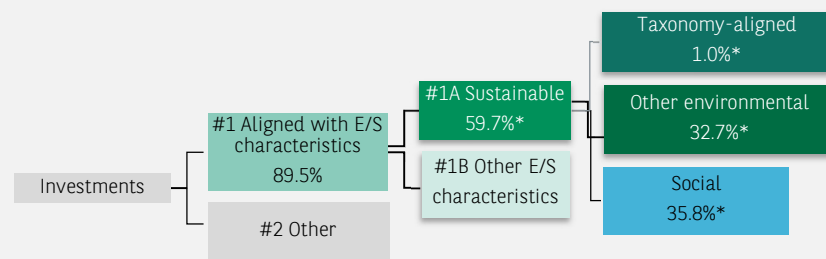 Investments
#1 Aligned with E/S
characteristics
89.5%
#2 Other
#1A Sustainable
59.7%*
#1B Other E/S
characteristics
Taxonomy-aligned
1.0%*
Other environmental
32.7%*
Social
35.8%*